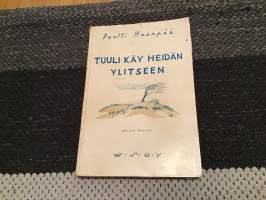 Pentti Haanpää
TUULI KÄY HEIDÄN
YLITSEEN
W · S · O · Y